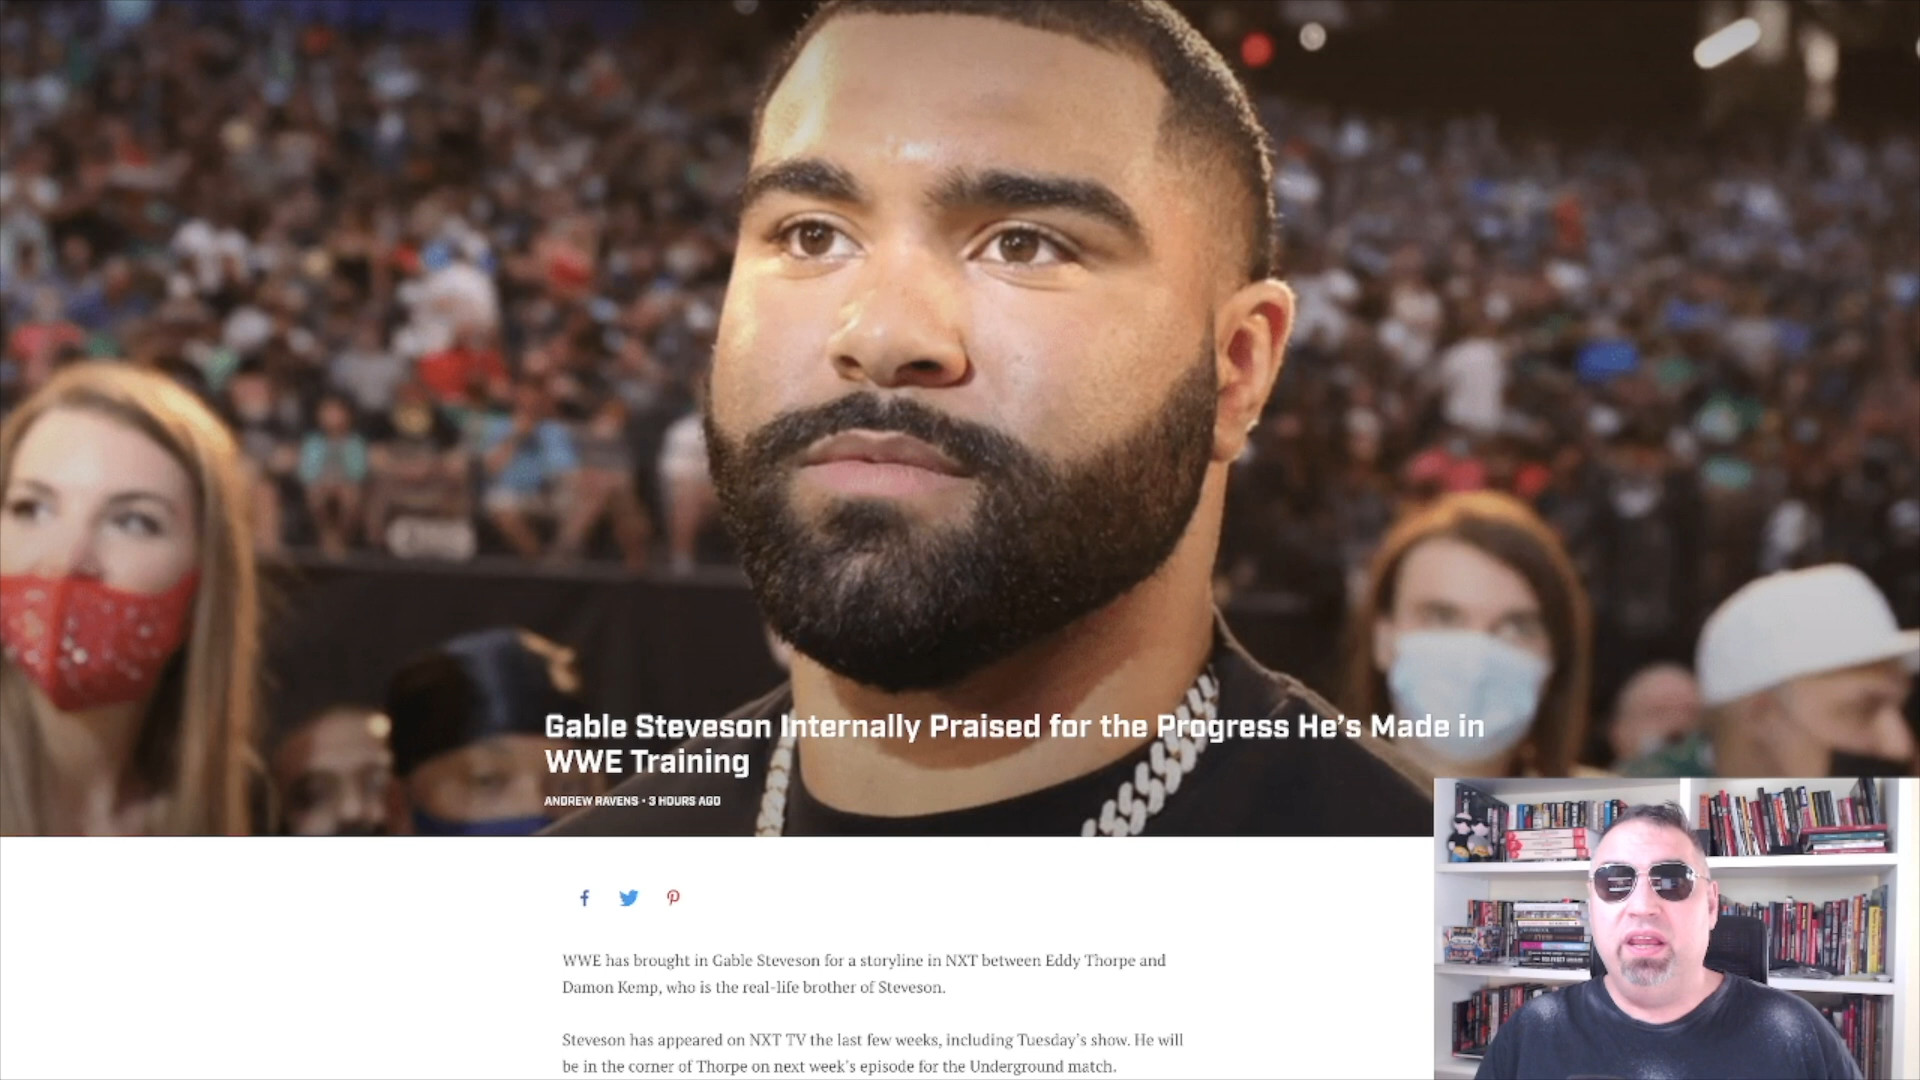 Gable Steveson Internally Praised for the Progress He's Made in
WWE Training
ANDREW RAVENS • 3 HOURS AGO
WWE has brought in Gable Steveson for a storyline in NXT between Eddy Thorpe and
Damon Kemp, who is the real-life brother of Steveson.
Steveson has appeared on NXT TV the last few weeks, including Tuesday's show. He will
be in the corner of Thorpe on next week's episode for the Underground match.